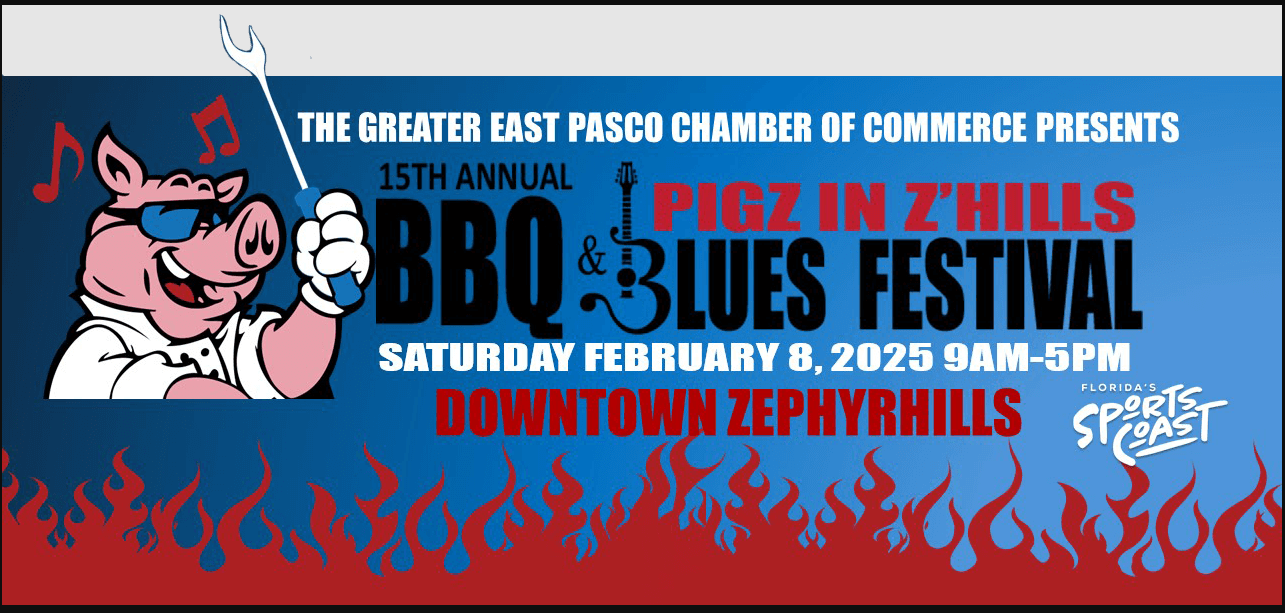 THE GREATER EAST PASCO CHAMBER OF COMMERCE PRESENTS
15TH ANNUAL
PIGZ IN Z'HILLS
BBQ & BLUES FESTIVAL
SATURDAY FEBRUARY 8, 2025 9AM-5PM
DOWNTOWN ZEPHYRHILLS
FLORIDA'S
SPORTS
COAST